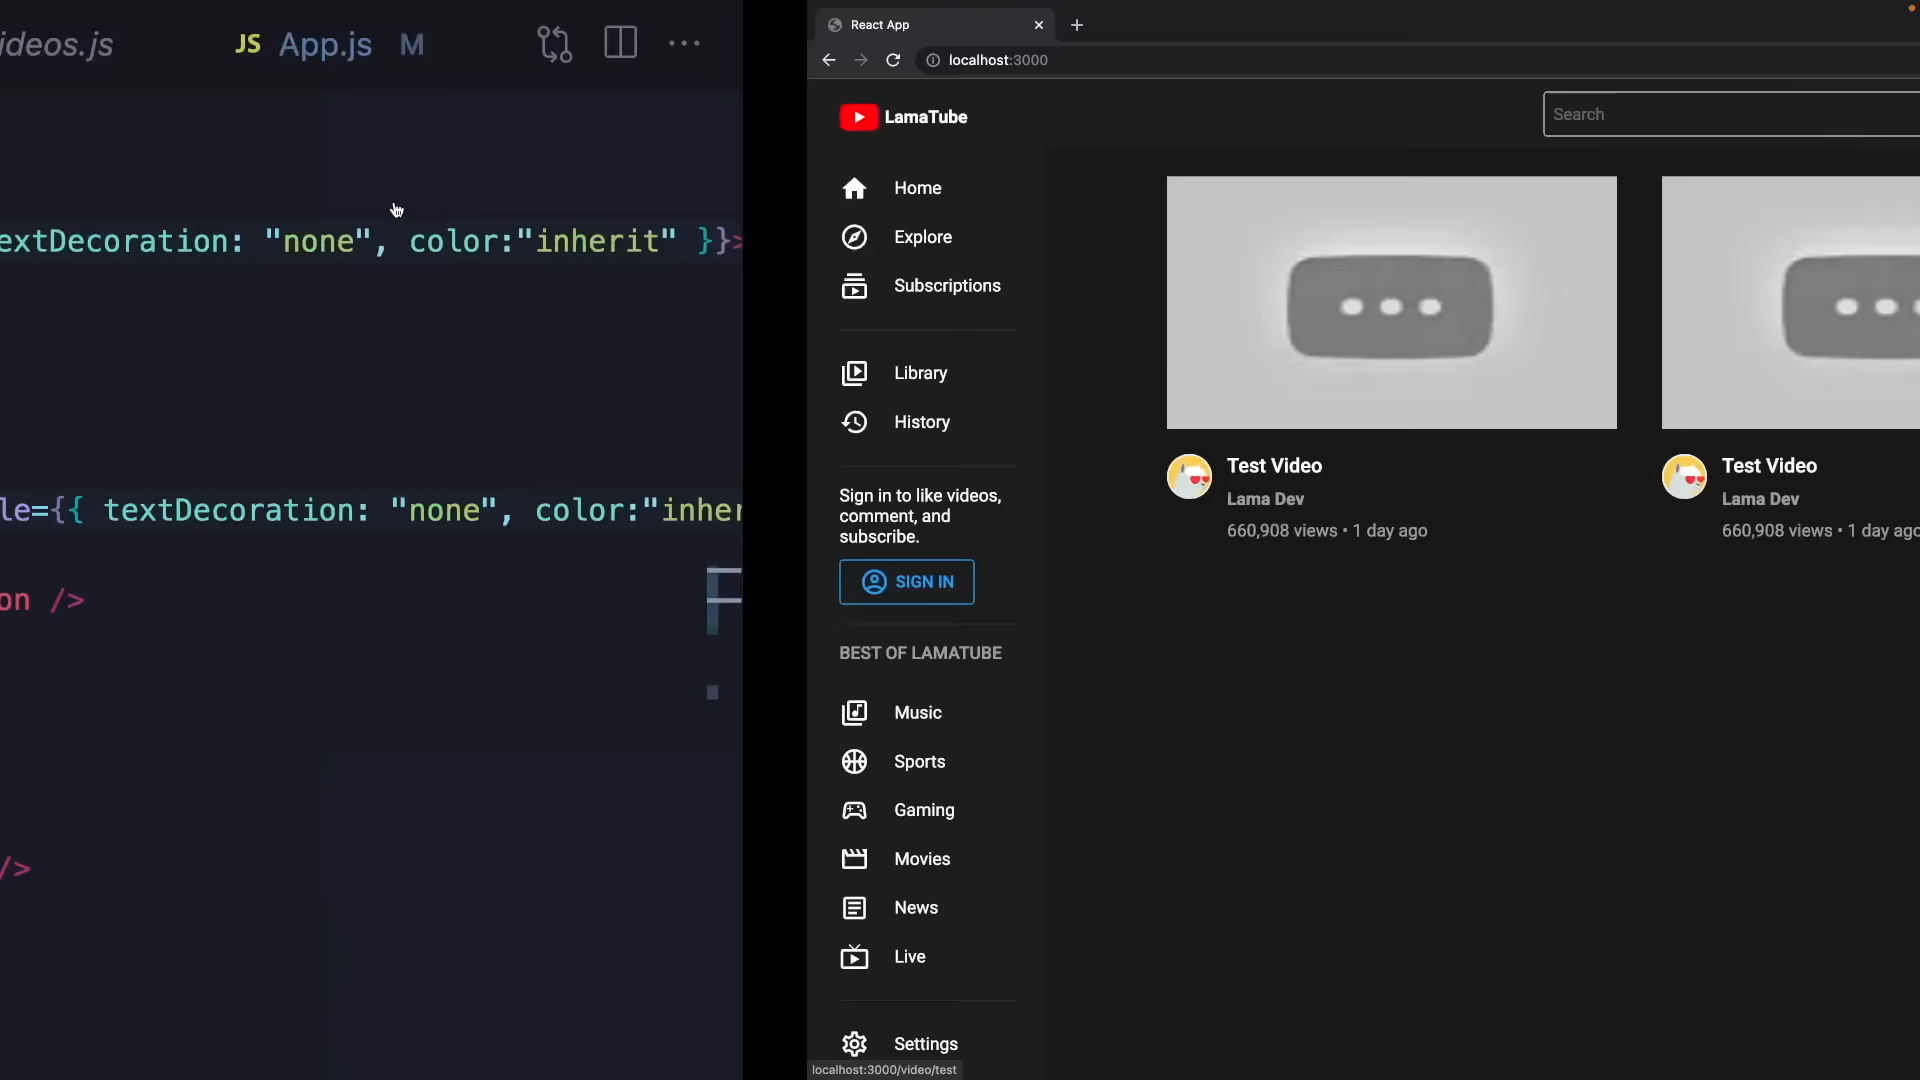 ideos.js
JS App.js M
extDecoration: "none", color:"inherit" }}>
le={{ textDecoration: "none", color:"inher
on />
/>
React App
localhost:3000
LamaTube
Search
Home
Explore
Subscriptions
Library
History
Sign in to like videos,
comment, and
subscribe.
SIGN IN
BEST OF LAMATUBE
Music
Sports
Gaming
Movies
News
Live
Settings
localhost:3000/video/test
Test Video
Lama Dev
660,908 views • 1 day ago
Test Video
Lama Dev
660,908 views • 1 day ago